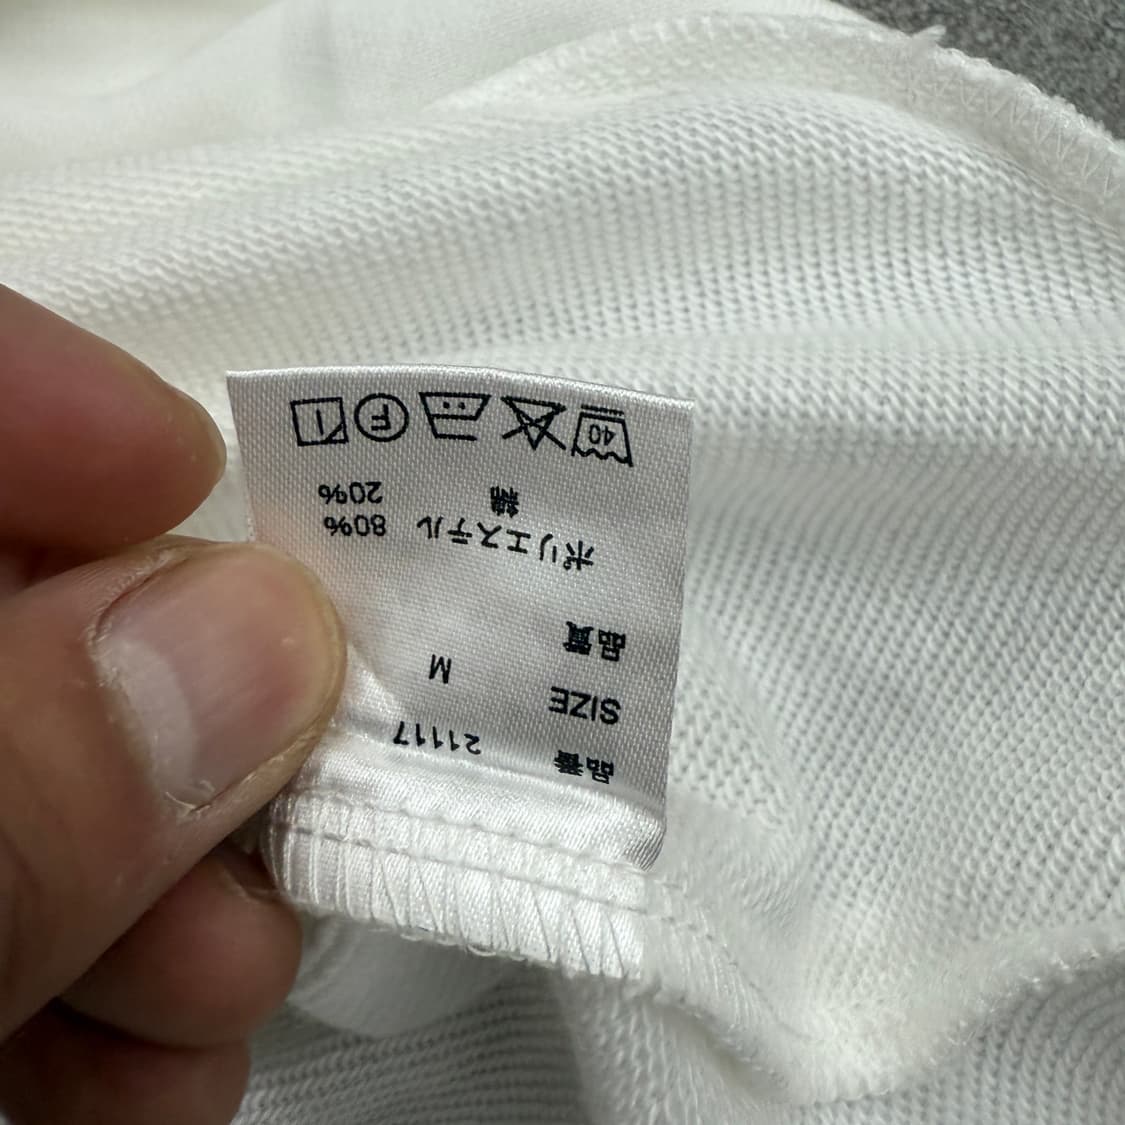 品番 21117
SIZE M
品質
ポリエステル 80%
綿 20%
40 F